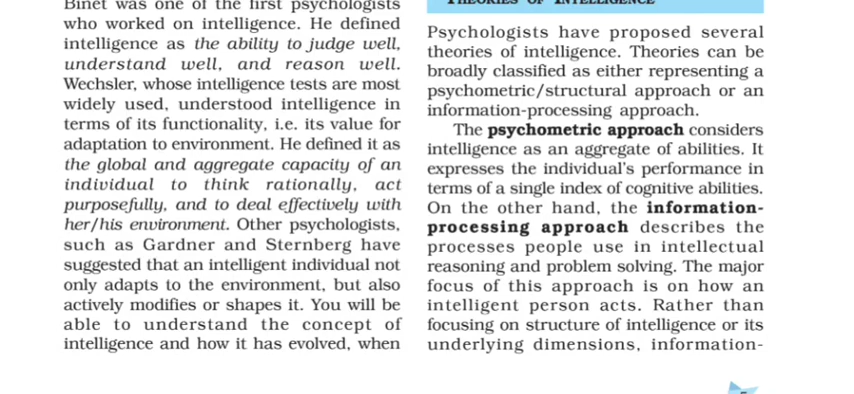 Binet was one of the first psychologists
who worked on intelligence. He defined
intelligence as the ability to judge well,
understand well, and reason well.
Wechsler, whose intelligence tests are most
widely used, understood intelligence in
terms of its functionality, i.e. its value for
adaptation to environment. He defined it as
the global and aggregate capacity of an
individual to think rationally, act
purposefully, and to deal effectively with
her/his environment. Other psychologists,
such as Gardner and Sternberg have
suggested that an intelligent individual not
only adapts to the environment, but also
actively modifies or shapes it. You will be
able to understand the concept of
intelligence and how it has evolved, when
THEORIES OF INTELLIGENCE
Psychologists have proposed several
theories of intelligence. Theories can be
broadly classified as either representing a
psychometric/structural approach or an
information-processing approach.
The psychometric approach considers
intelligence as an aggregate of abilities. It
expresses the individual's performance in
terms of a single index of cognitive abilities.
On the other hand, the information-
processing approach describes the
processes people use in intellectual
reasoning and problem solving. The major
focus of this approach is on how an
intelligent person acts. Rather than
focusing on structure of intelligence or its
underlying dimensions, information-